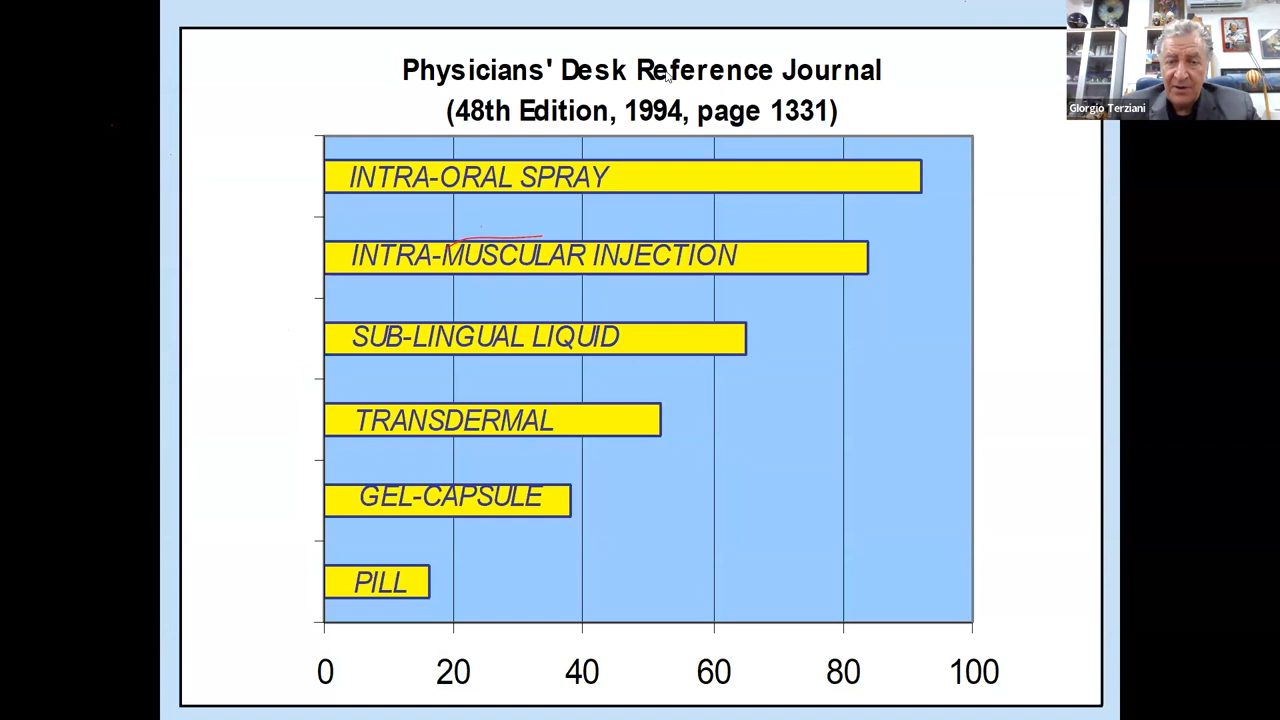 Physicians' Desk Reference Journal
(48th Edition, 1994, page 1331)
Giorgio Terziani
INTRA-ORAL SPRAY
INTRA-MUSCULAR INJECTION
SUB-LINGUAL LIQUID
TRANSDERMAL
GEL-CAPSULE
PILL
0 20 40 60 80 100